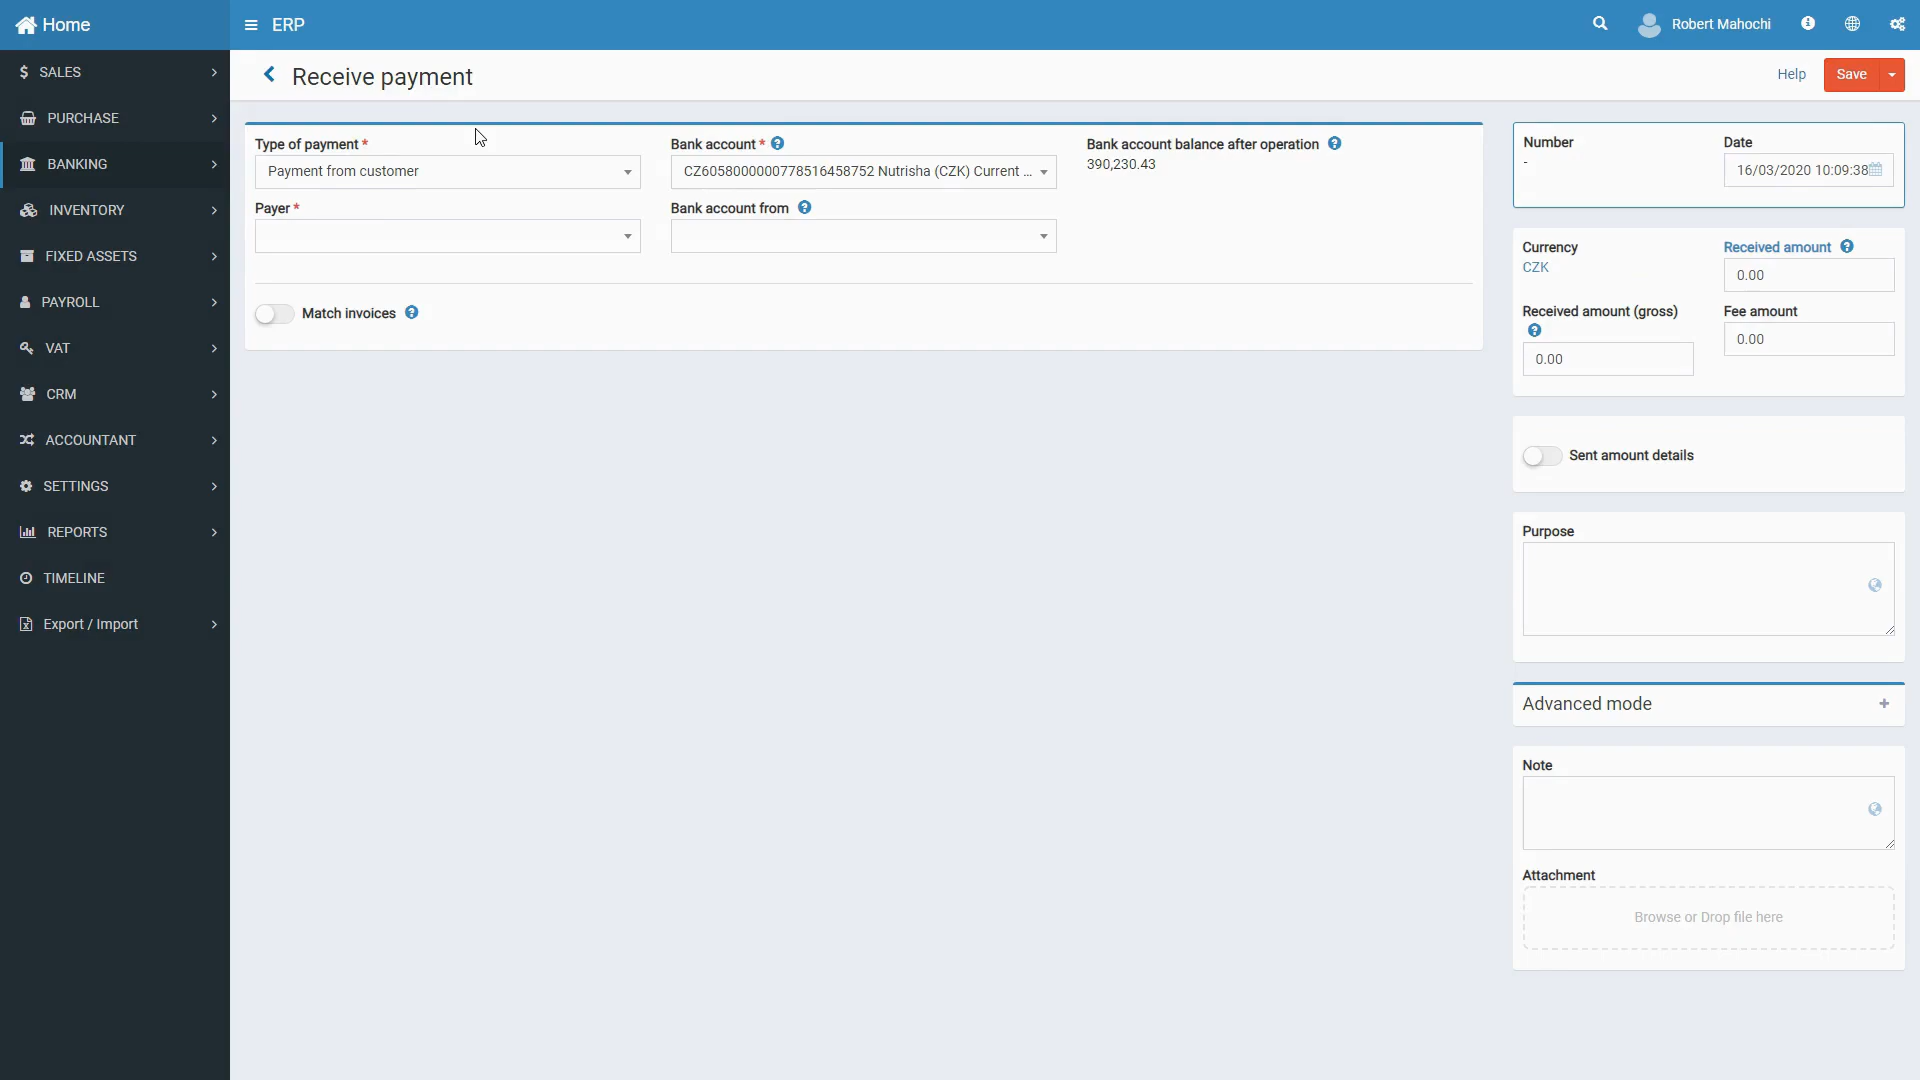 Home
ERP
Robert Mahochi
SALES
PURCHASE
BANKING
INVENTORY
FIXED ASSETS
PAYROLL
VAT
CRM
ACCOUNTANT
SETTINGS
REPORTS
TIMELINE
Export / Import
Receive payment
Help
Save
Type of payment *
Payment from customer
Bank account *
CZ6058000000778516458752 Nutrisha (CZK) Current ...
Bank account balance after operation
390,230.43
Payer *
Bank account from
Match invoices
Number
-
Date
16/03/2020 10:09:38
Currency
CZK
Received amount
0.00
Received amount (gross)
0.00
Fee amount
0.00
Sent amount details
Purpose
Advanced mode
Note
Attachment
Browse or Drop file here